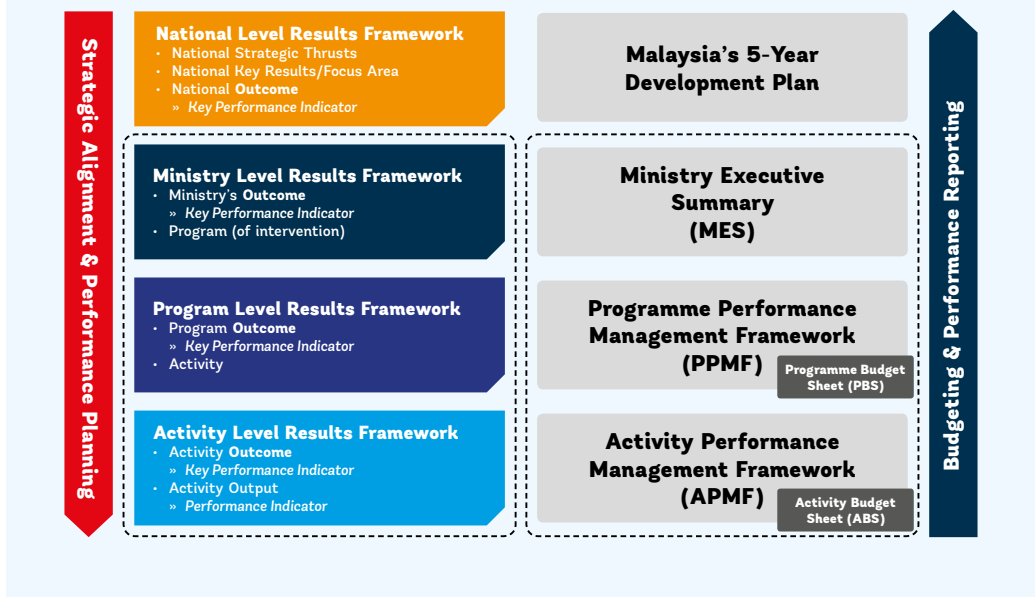 Strategic Alignment & Performance Planning
National Level Results Framework
• National Strategic Thrusts
• National Key Results/Focus Area
• National Outcome
» Key Performance Indicator
Malaysia's 5-Year
Development Plan
Ministry Level Results Framework
• Ministry's Outcome
» Key Performance Indicator
• Program (of intervention)
Ministry Executive
Summary
(MES)
Program Level Results Framework
• Program Outcome
» Key Performance Indicator
• Activity
Programme Performance
Management Framework
(PPMF)
Programme Budget
Sheet (PBS)
Activity Level Results Framework
• Activity Outcome
» Key Performance Indicator
• Activity Output
» Performance Indicator
Activity Performance
Management Framework
(APMF)
Activity Budget
Sheet (ABS)
Budgeting & Performance Reporting